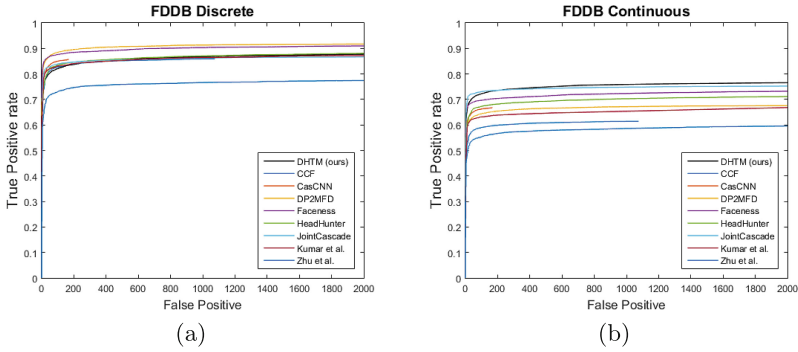 FDDB Discrete
True Positive rate
1
0.9
0.8
0.7
0.6
0.5
0.4
0.3
0.2
0.1
0
DHTM (ours)
CCF
CasCNN
DP2MFD
Faceness
HeadHunter
JointCascade
Kumar et al.
Zhu et al.
0 200 400 600 800 1000 1200 1400 1600 1800 2000
False Positive
(a)
FDDB Continuous
True Positive rate
1
0.9
0.8
0.7
0.6
0.5
0.4
0.3
0.2
0.1
0
DHTM (ours)
CCF
CasCNN
DP2MFD
Faceness
HeadHunter
JointCascade
Kumar et al.
Zhu et al.
0 200 400 600 800 1000 1200 1400 1600 1800 2000
False Positive
(b)